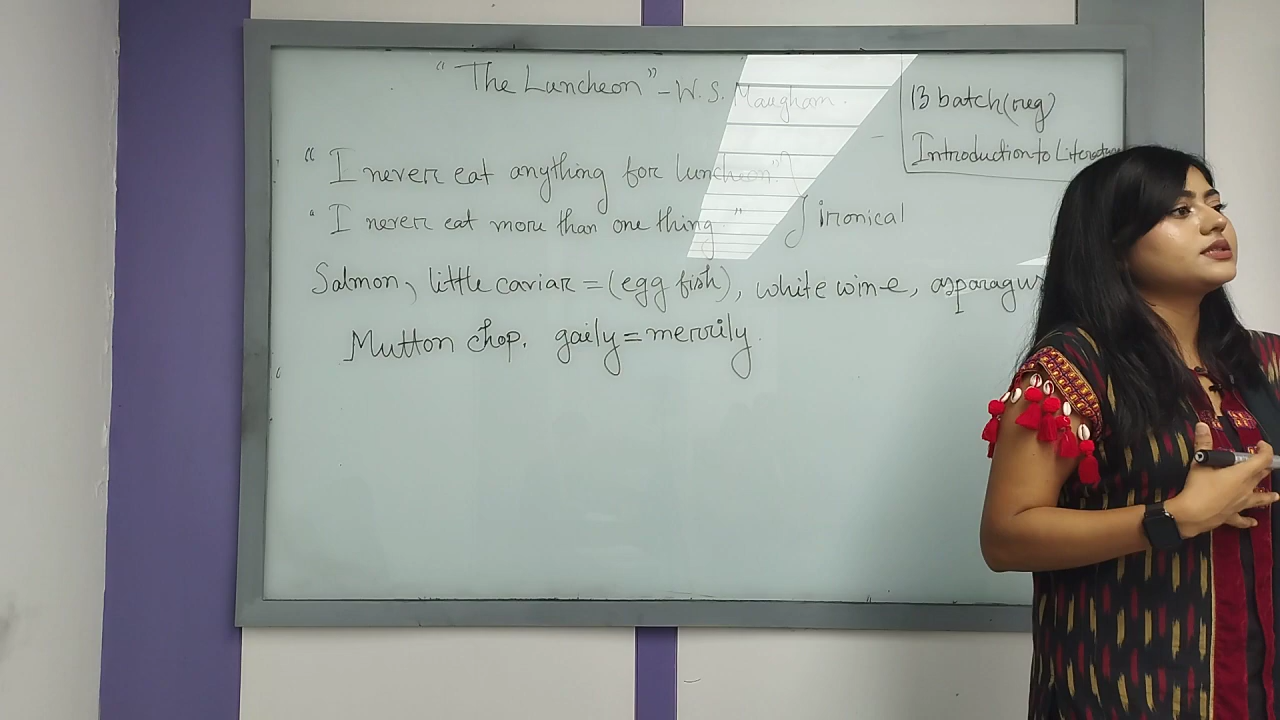 "The Luncheon" - W. S. Maugham.
13 batch (reg)
Introduction to Literature
"I never eat anything for luncheon."
"I never eat more than one thing." } ironical
Salmon, little caviar = (egg fish), white wine, asparagus
Mutton chop. gaily = merrily.